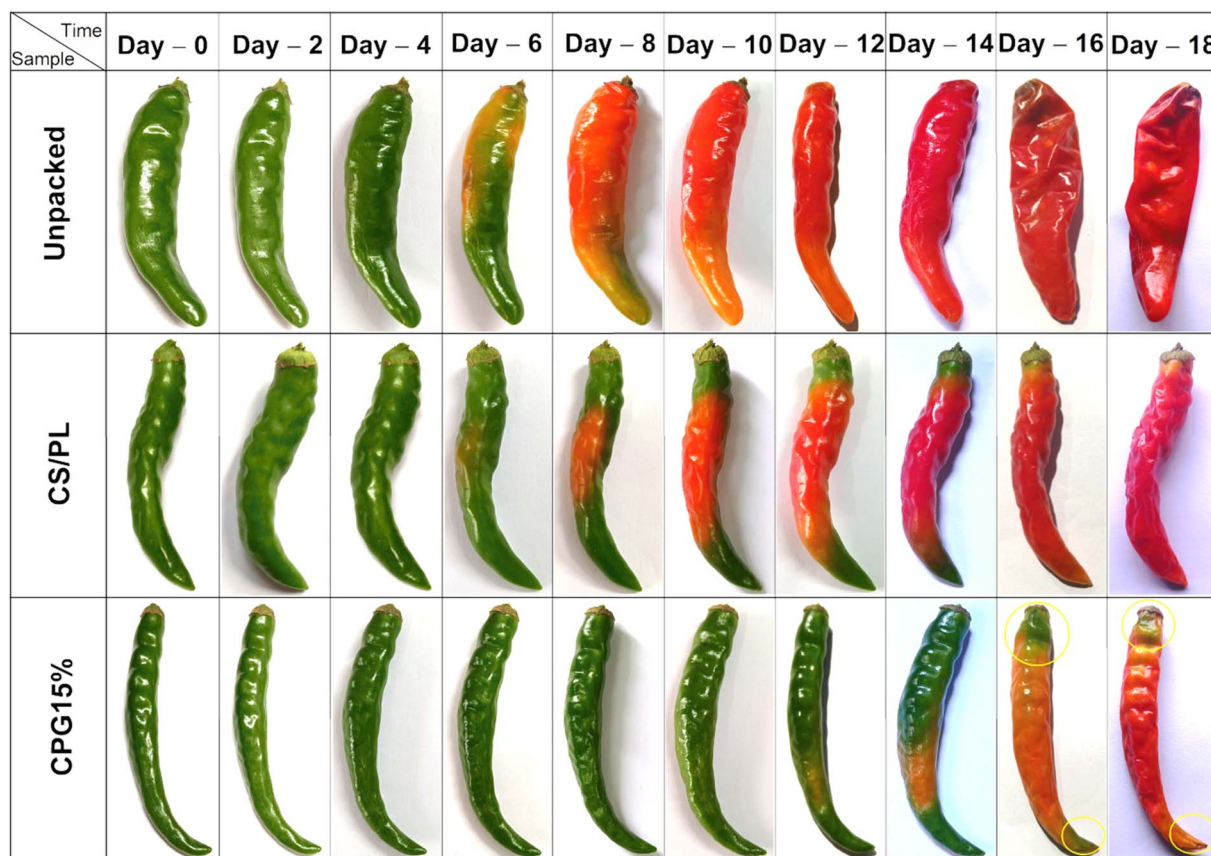 Time
Sample
Day – 0
Day – 2
Day – 4
Day – 6
Day – 8
Day – 10
Day – 12
Day – 14
Day – 16
Day – 18
Unpacked
CS/PL
CPG15%